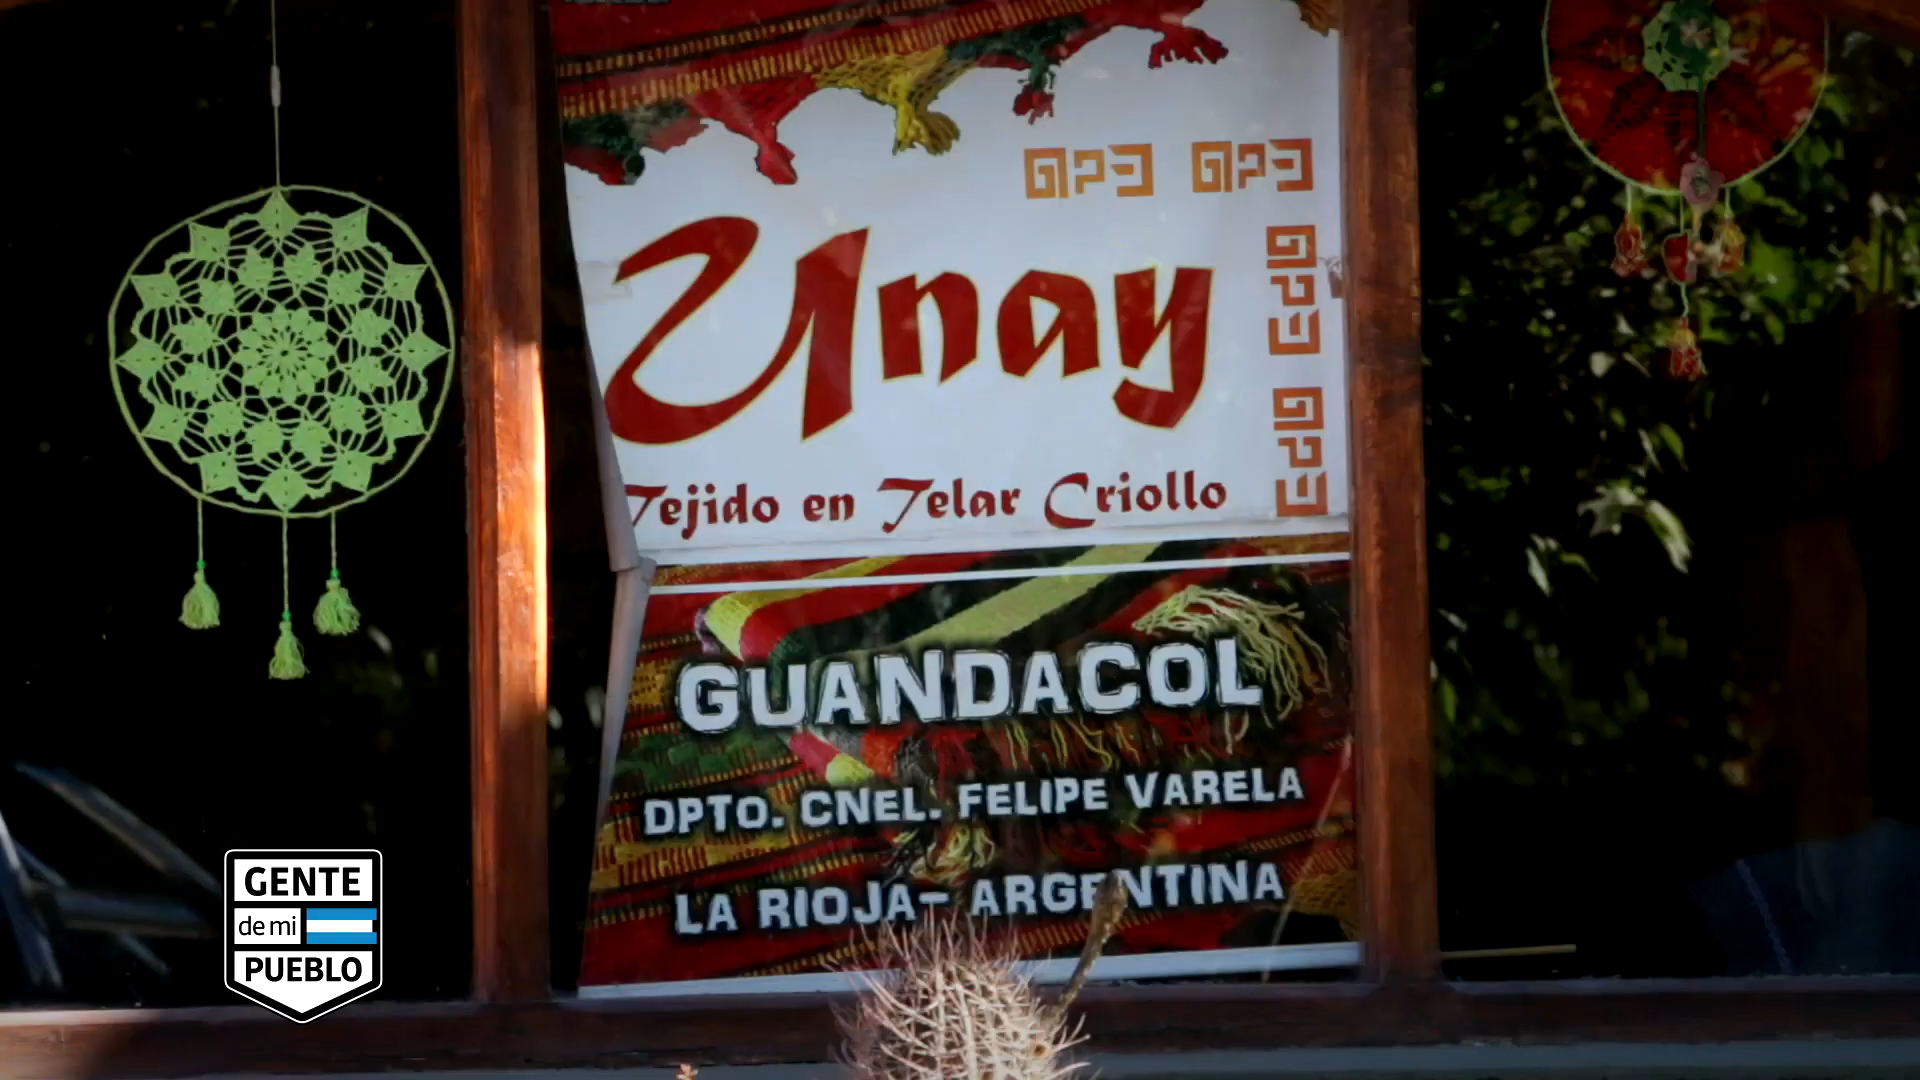 Unay
Tejido en Telar Criollo
GUANDACOL
DPTO. CNEL. FELIPE VARELA
LA RIOJA- ARGENTINA
GENTE
de mi
PUEBLO